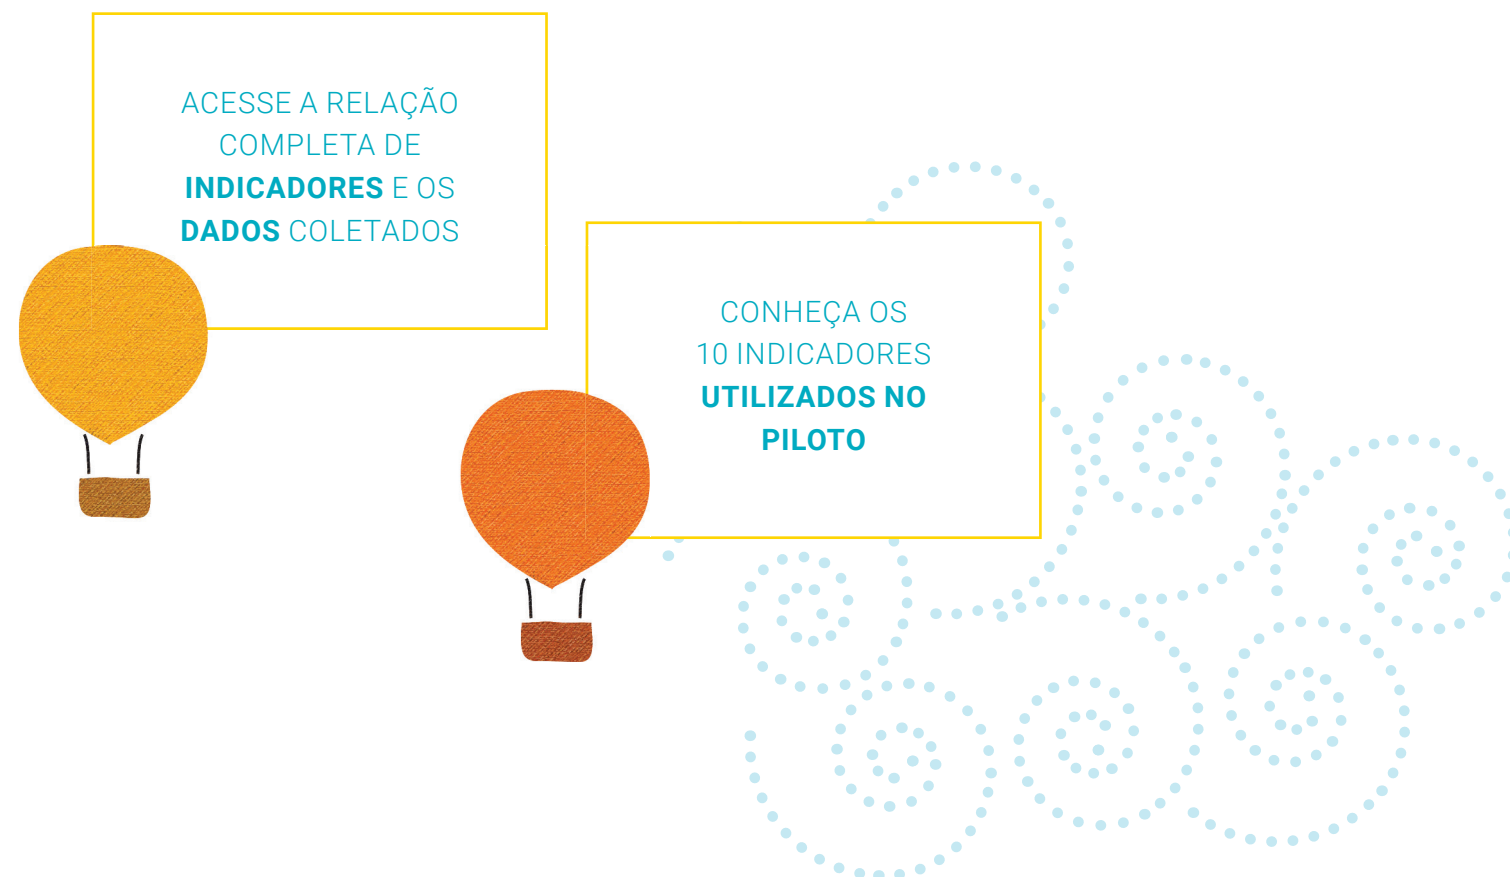 ACESSE A RELAÇÃO
COMPLETA DE
INDICADORES E OS
DADOS COLETADOS
CONHEÇA OS
10 INDICADORES
UTILIZADOS NO
PILOTO